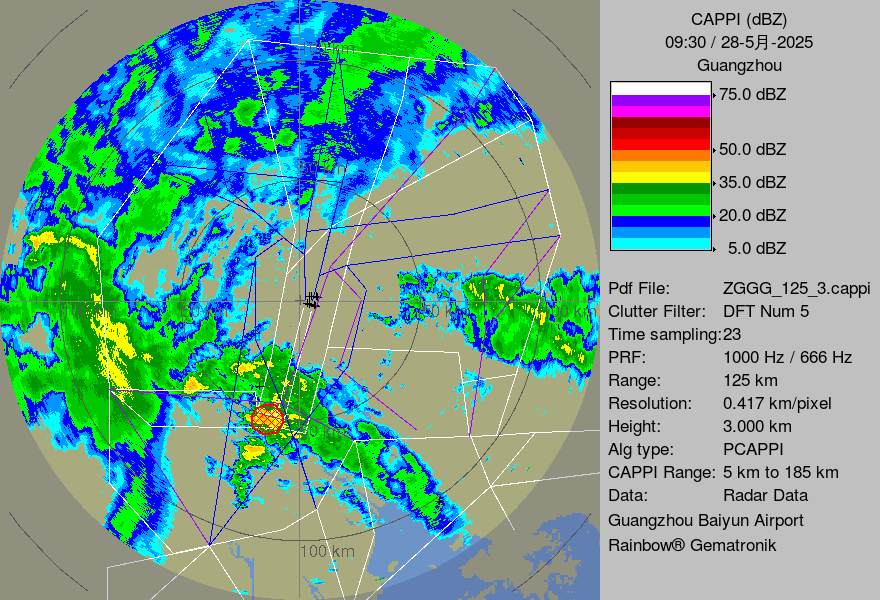 CAPPI (dBZ)
09:30 / 28-5月-2025
Guangzhou
75.0 dBZ
50.0 dBZ
35.0 dBZ
20.0 dBZ
5.0 dBZ
Pdf File: ZGGG_125_3.cappi
Clutter Filter: DFT Num 5
Time sampling:23
PRF: 1000 Hz / 666 Hz
Range: 125 km
Resolution: 0.417 km/pixel
Height: 3.000 km
Alg type: PCAPPI
CAPPI Range: 5 km to 185 km
Data: Radar Data
Guangzhou Baiyun Airport
Rainbow® Gematronik
100 km